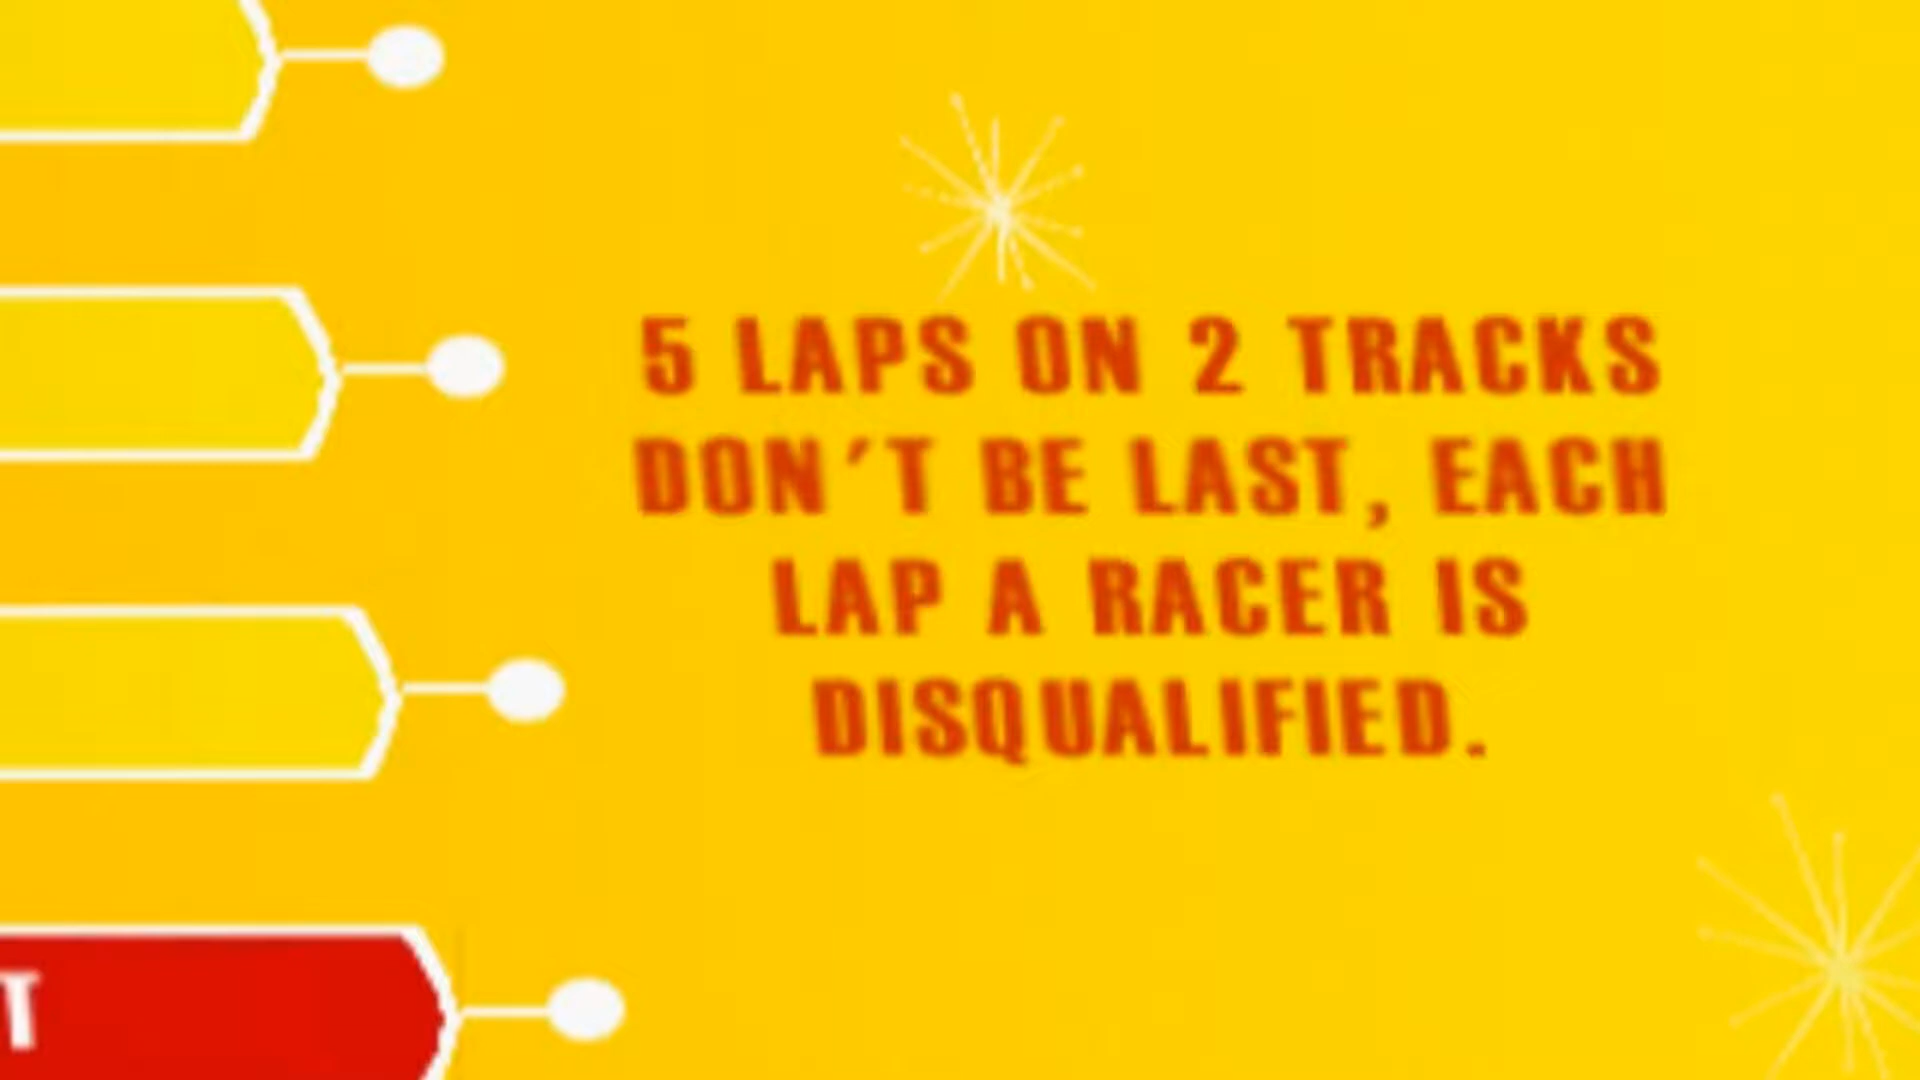 5 LAPS ON 2 TRACKS
DON'T BE LAST, EACH
LAP A RACER IS
DISQUALIFIED.
T